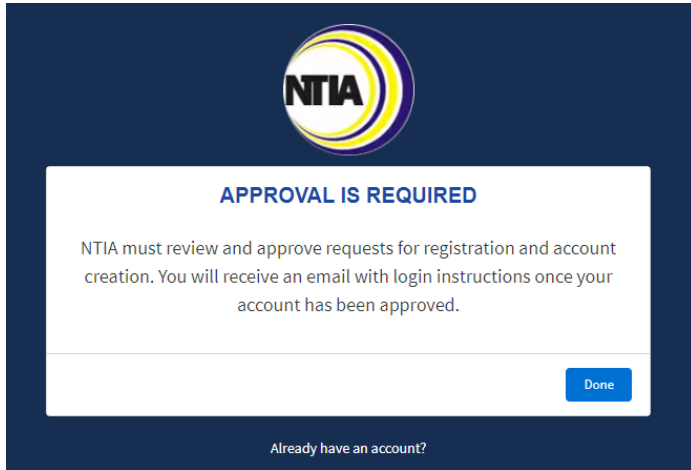 NTIA
APPROVAL IS REQUIRED
NTIA must review and approve requests for registration and account
creation. You will receive an email with login instructions once your
account has been approved.
Done
Already have an account?